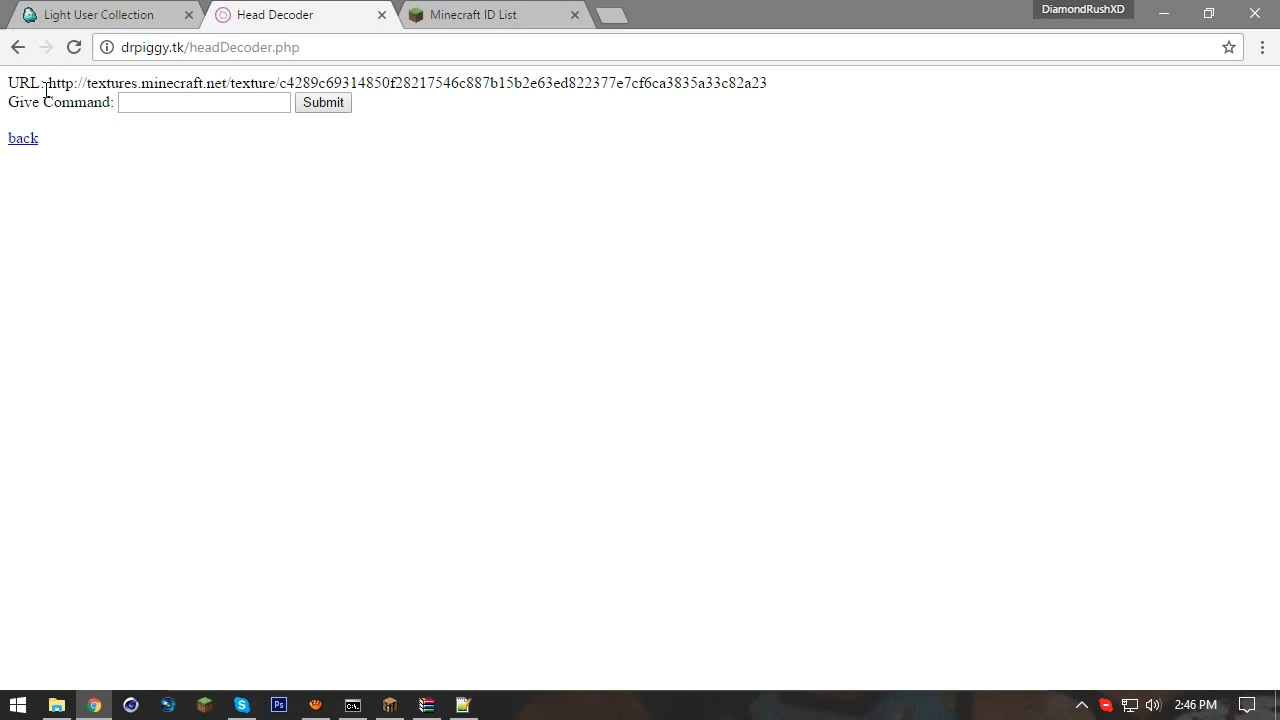 DiamondRushXD
Light User Collection
Head Decoder
Minecraft ID List
drpiggy.tk/headDecoder.php
URL:http://textures.minecraft.net/texture/c4289c69314850f28217546c887b15b2e63ed822377e7cf6ca3835a33c82a23
Give Command: Submit
back
Ps
C:\
2:46 PM